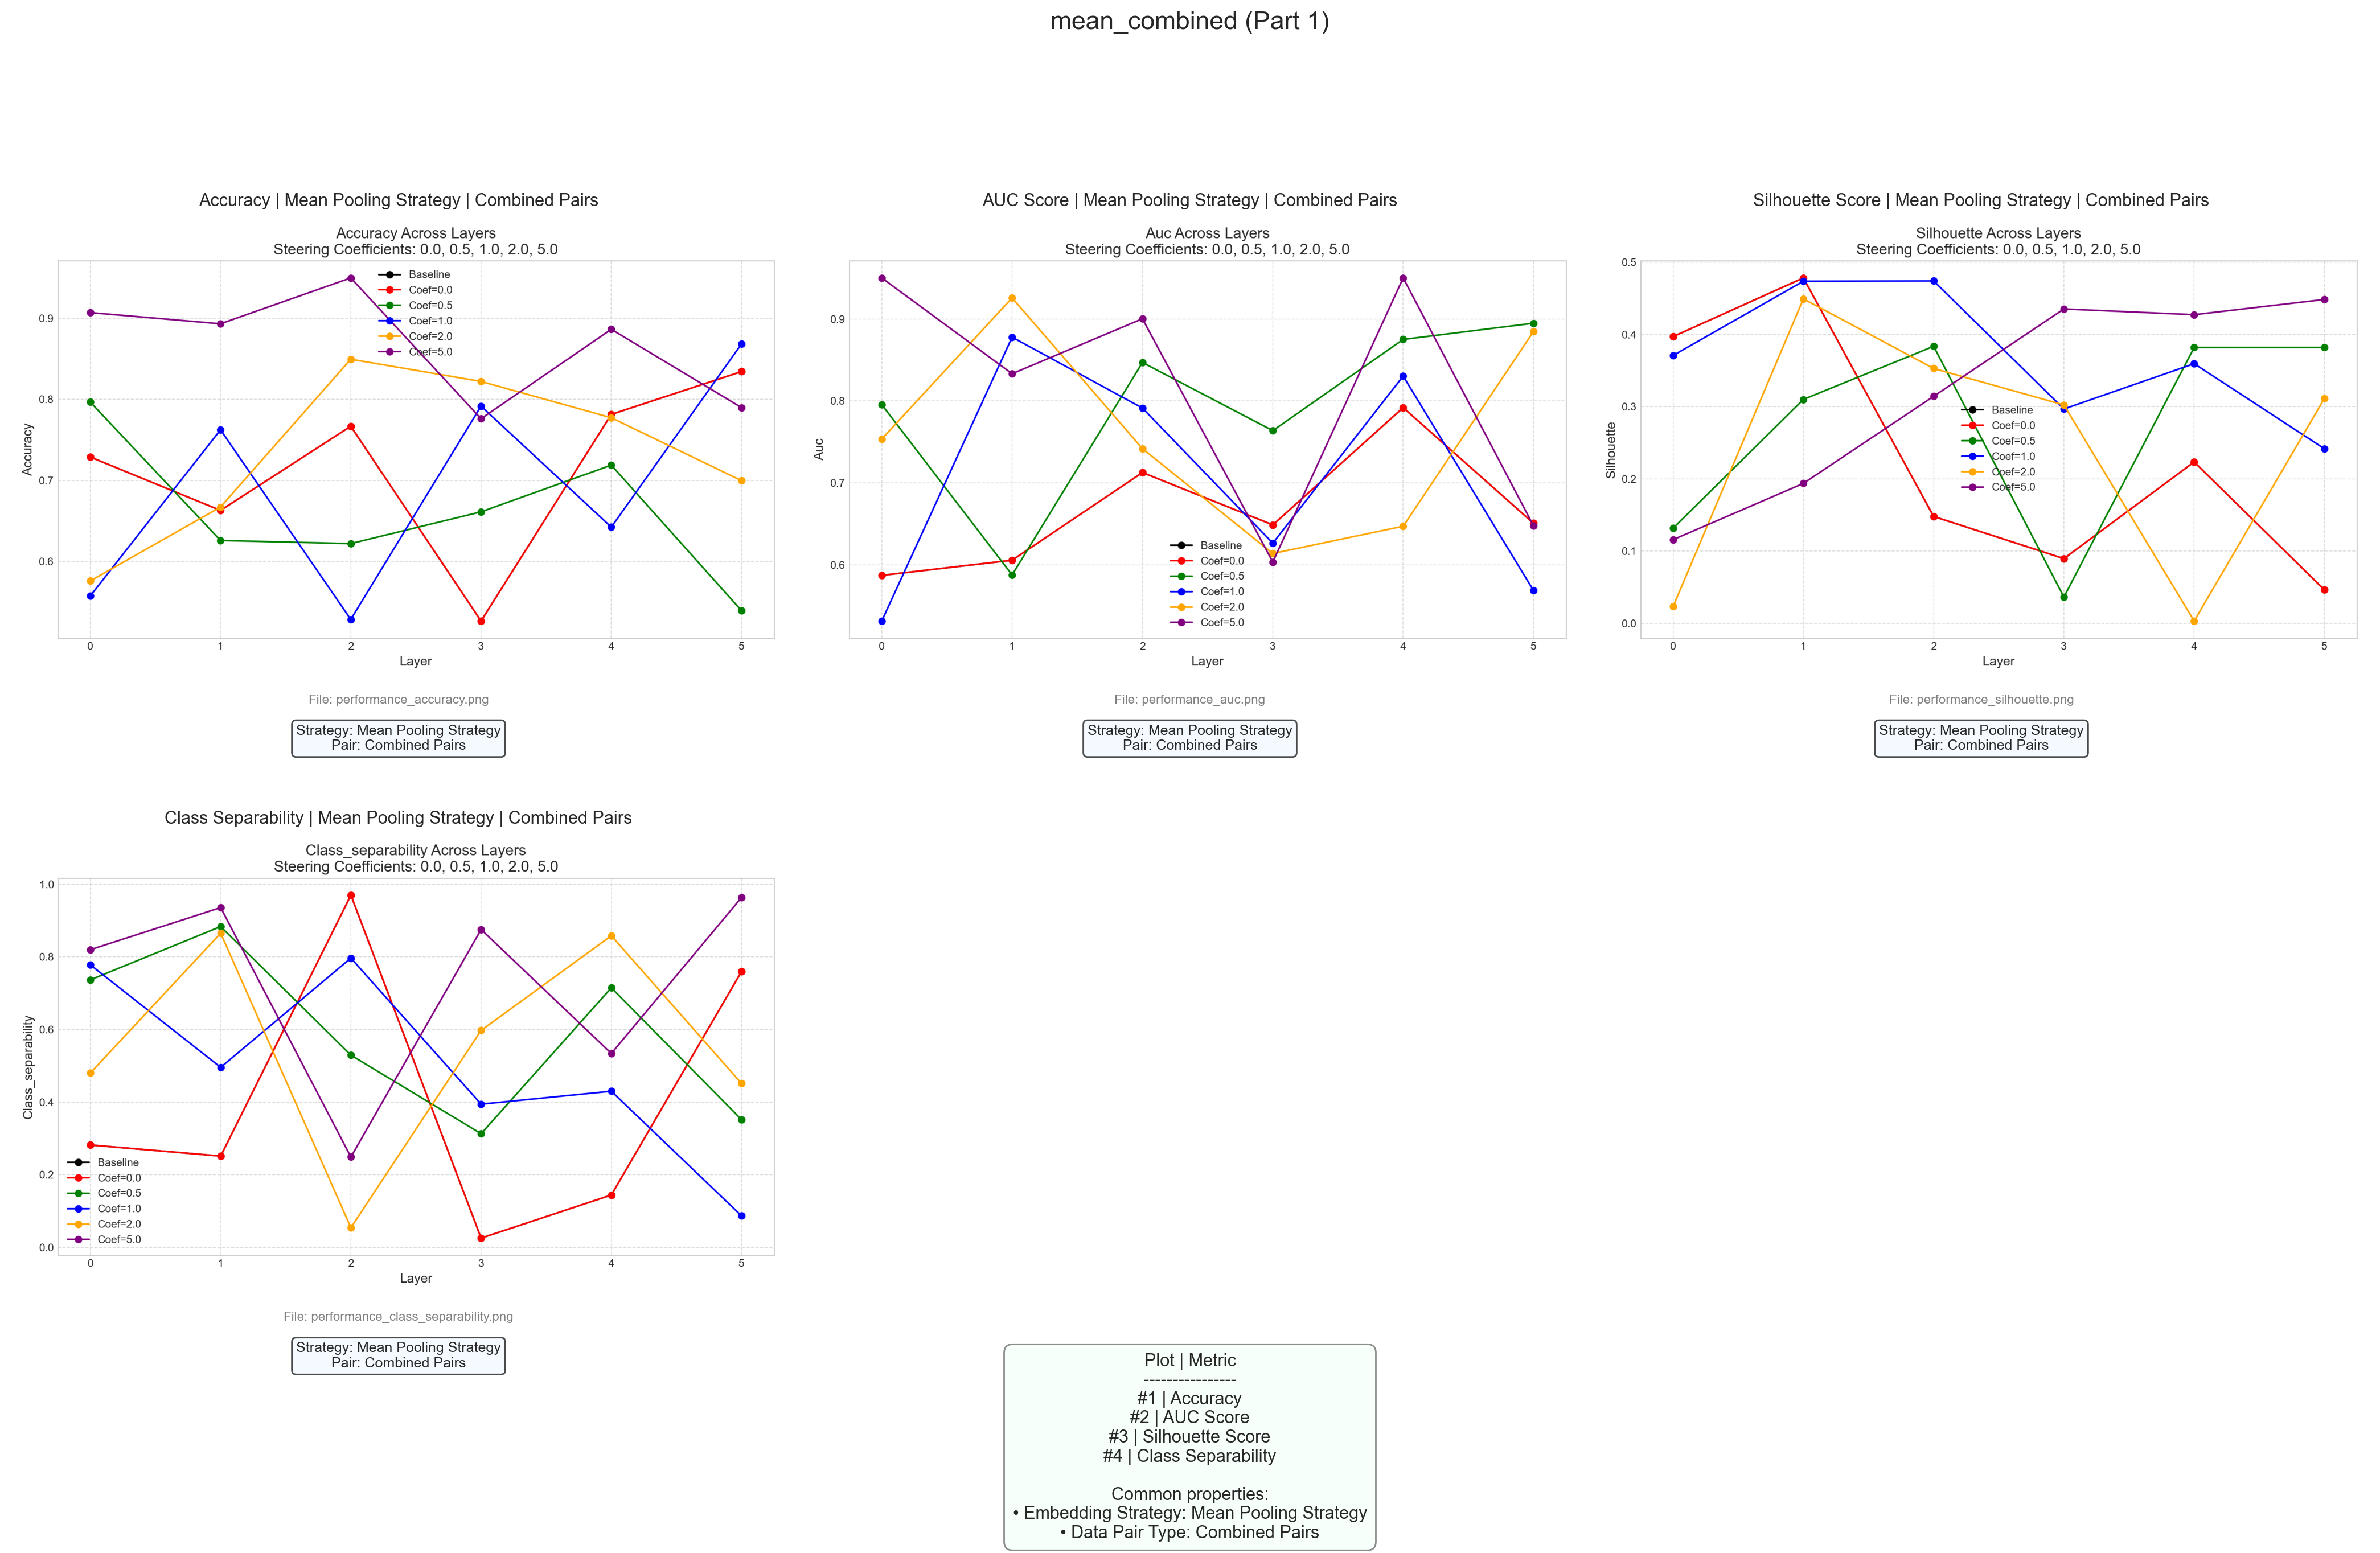 mean_combined (Part 1)
Accuracy | Mean Pooling Strategy | Combined Pairs
Accuracy Across Layers
Steering Coefficients: 0.0, 0.5, 1.0, 2.0, 5.0
Accuracy
0.9
0.8
0.7
0.6
Baseline
Coef=0.0
Coef=0.5
Coef=1.0
Coef=2.0
Coef=5.0
0 1 2 3 4 5
Layer
File: performance_accuracy.png
Strategy: Mean Pooling Strategy
Pair: Combined Pairs
AUC Score | Mean Pooling Strategy | Combined Pairs
Auc Across Layers
Steering Coefficients: 0.0, 0.5, 1.0, 2.0, 5.0
Auc
0.9
0.8
0.7
0.6
Baseline
Coef=0.0
Coef=0.5
Coef=1.0
Coef=2.0
Coef=5.0
0 1 2 3 4 5
Layer
File: performance_auc.png
Strategy: Mean Pooling Strategy
Pair: Combined Pairs
Silhouette Score | Mean Pooling Strategy | Combined Pairs
Silhouette Across Layers
Steering Coefficients: 0.0, 0.5, 1.0, 2.0, 5.0
Silhouette
0.5
0.4
0.3
0.2
0.1
0.0
Baseline
Coef=0.0
Coef=0.5
Coef=1.0
Coef=2.0
Coef=5.0
0 1 2 3 4 5
Layer
File: performance_silhouette.png
Strategy: Mean Pooling Strategy
Pair: Combined Pairs
Class Separability | Mean Pooling Strategy | Combined Pairs
Class_separability Across Layers
Steering Coefficients: 0.0, 0.5, 1.0, 2.0, 5.0
Class_separability
1.0
0.8
0.6
0.4
0.2
0.0
Baseline
Coef=0.0
Coef=0.5
Coef=1.0
Coef=2.0
Coef=5.0
0 1 2 3 4 5
Layer
File: performance_class_separability.png
Strategy: Mean Pooling Strategy
Pair: Combined Pairs
Plot | Metric
----------------
#1 | Accuracy
#2 | AUC Score
#3 | Silhouette Score
#4 | Class Separability
Common properties:
• Embedding Strategy: Mean Pooling Strategy
• Data Pair Type: Combined Pairs